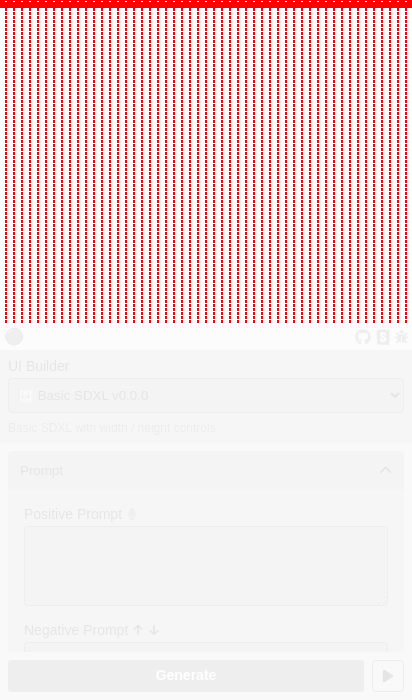 UI Builder
Basic SDXL v0.0.0
Basic SDXL with width / height controls
Prompt
Positive Prompt
Negative Prompt
Generate